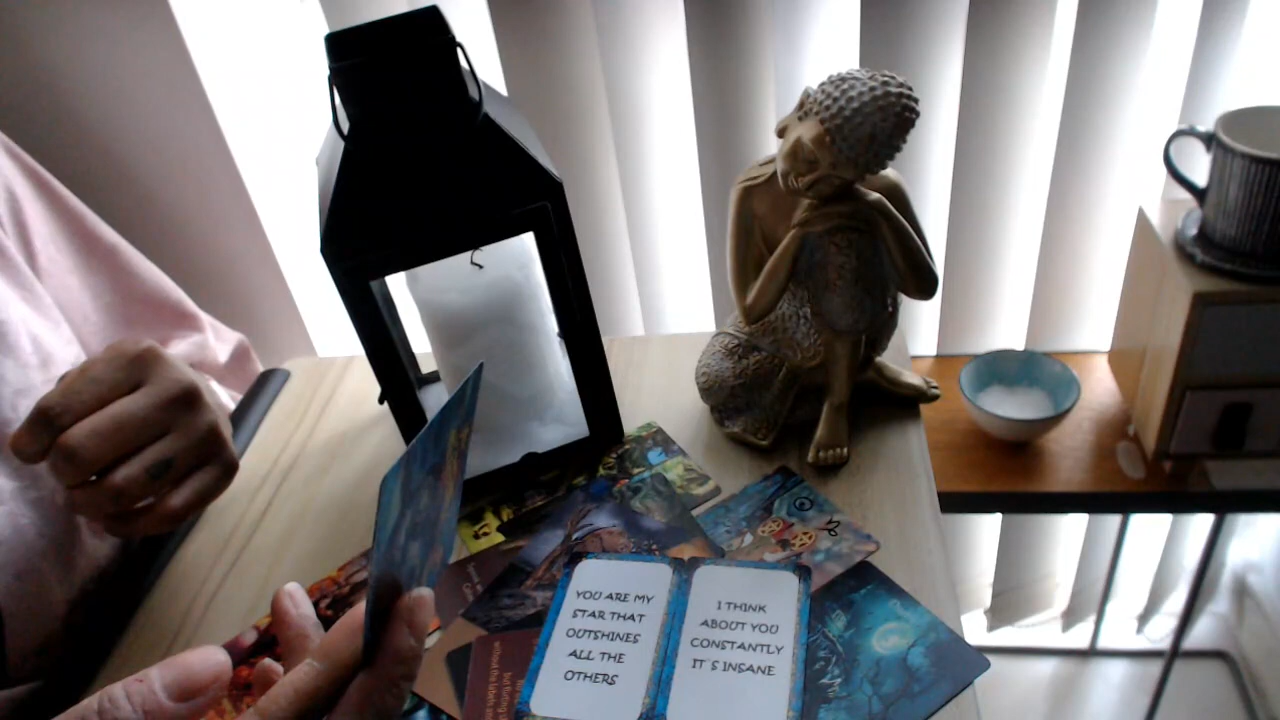 YOU ARE MY
STAR THAT
OUTSHINES
ALL THE
OTHERS
I THINK
ABOUT YOU
CONSTANTLY
IT'S INSANE